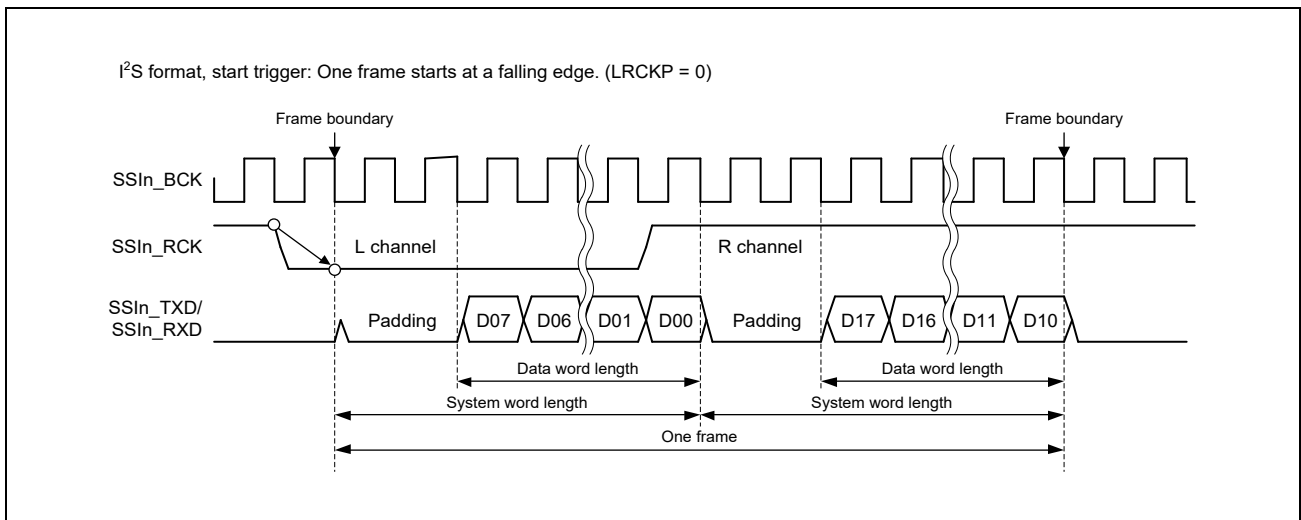 I²S format, start trigger: One frame starts at a falling edge. (LRCKP = 0)
Frame boundary Frame boundary
SSIn_BCK
SSIn_RCK L channel R channel
SSIn_TXD/
SSIn_RXD
Padding D07 D06 D01 D00 Padding D17 D16 D11 D10
Data word length Data word length
System word length System word length
One frame